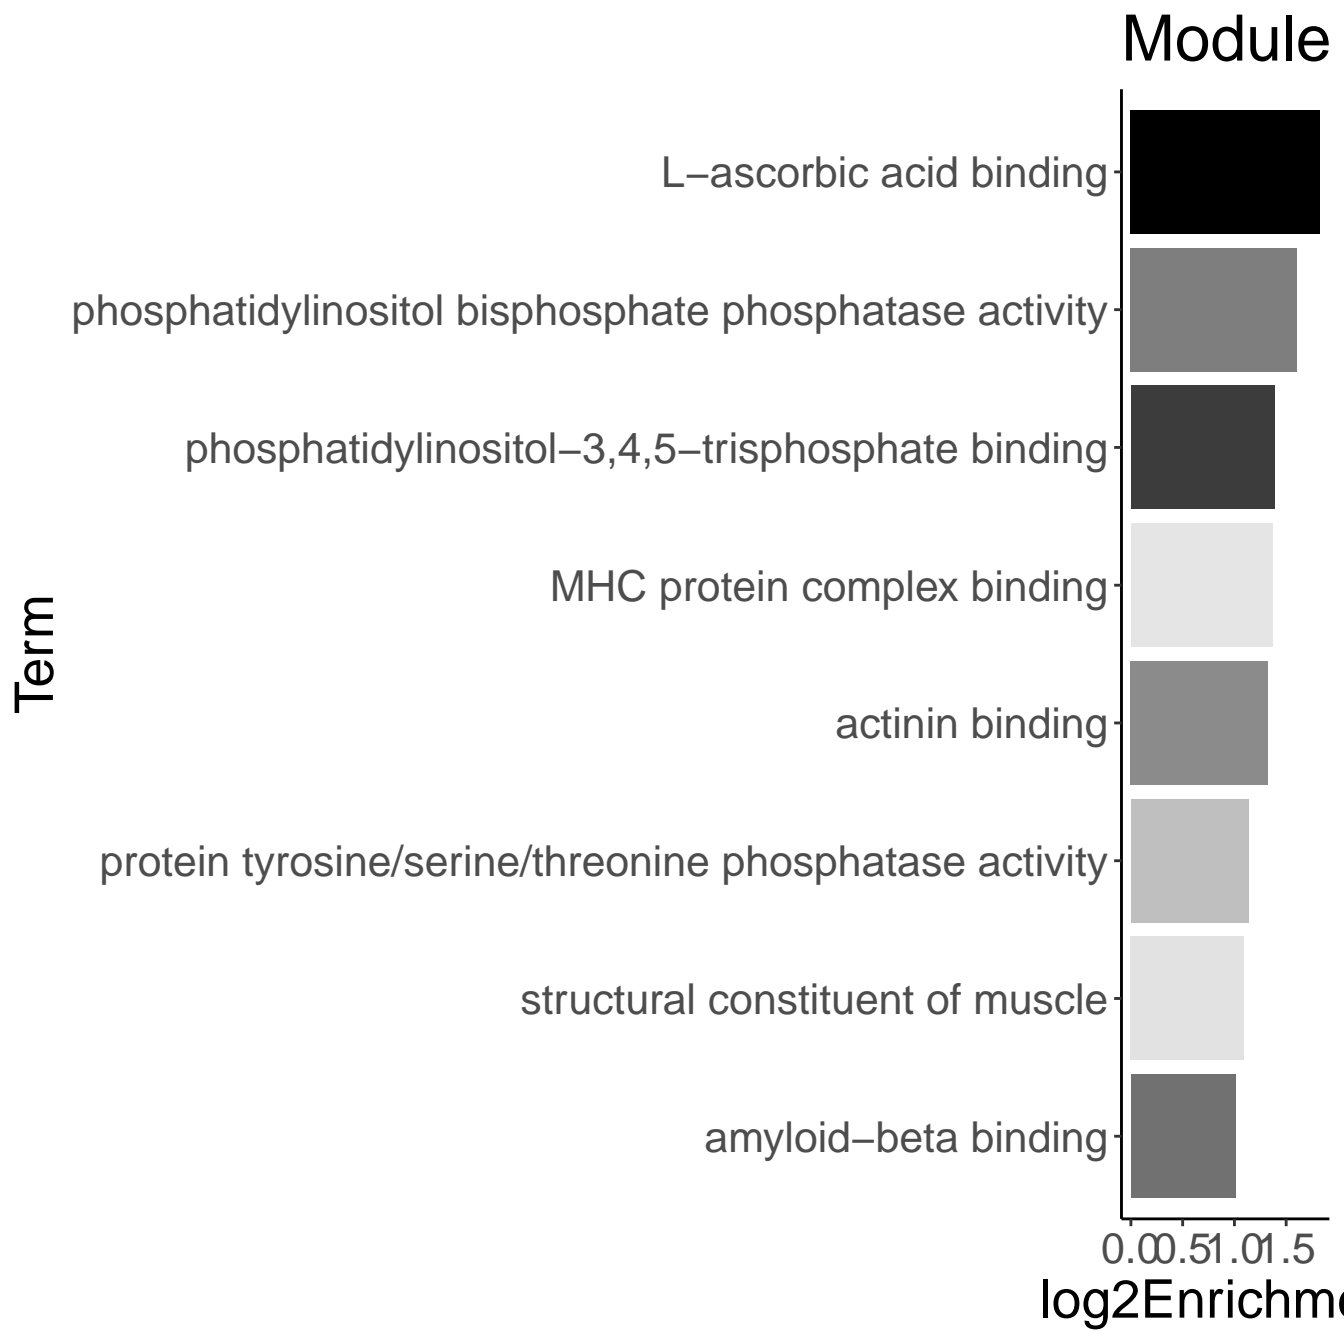 Module
L−ascorbic acid binding
phosphatidylinositol bisphosphate phosphatase activity
phosphatidylinositol−3,4,5−trisphosphate binding
MHC protein complex binding
Term
actinin binding
protein tyrosine/serine/threonine phosphatase activity
structural constituent of muscle
amyloid−beta binding
0.0 0.5 1.0 1.5
log2Enrichm